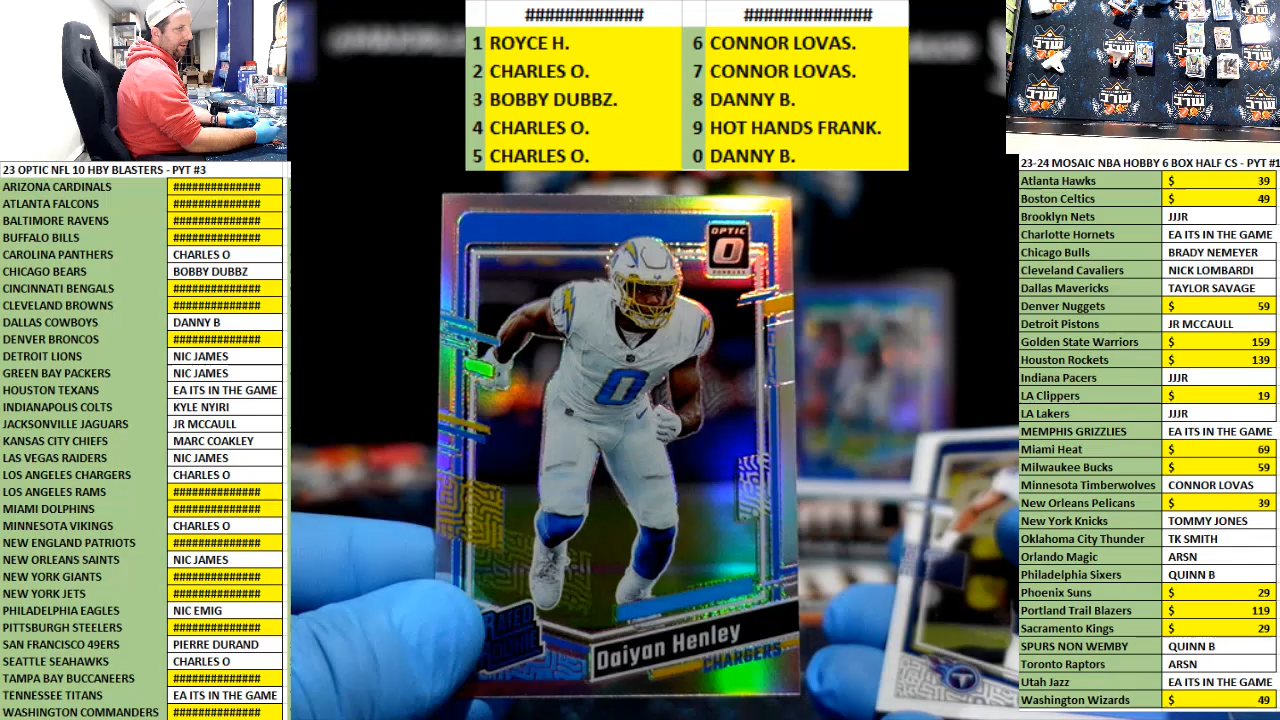 ############ #############
1 ROYCE H. 6 CONNOR LOVAS.
2 CHARLES O. 7 CONNOR LOVAS.
3 BOBBY DUBBZ. 8 DANNY B.
4 CHARLES O. 9 HOT HANDS FRANK.
5 CHARLES O. 0 DANNY B.
23 OPTIC NFL 10 HBY BLASTERS - PYT #3
ARIZONA CARDINALS ##############
ATLANTA FALCONS ##############
BALTIMORE RAVENS ##############
BUFFALO BILLS ##############
CAROLINA PANTHERS CHARLES O
CHICAGO BEARS BOBBY DUBBZ
CINCINNATI BENGALS ##############
CLEVELAND BROWNS ##############
DALLAS COWBOYS DANNY B
DENVER BRONCOS ##############
DETROIT LIONS NIC JAMES
GREEN BAY PACKERS NIC JAMES
HOUSTON TEXANS EA ITS IN THE GAME
INDIANAPOLIS COLTS KYLE NYIRI
JACKSONVILLE JAGUARS JR MCCAULL
KANSAS CITY CHIEFS MARC COAKLEY
LAS VEGAS RAIDERS NIC JAMES
LOS ANGELES CHARGERS CHARLES O
LOS ANGELES RAMS ##############
MIAMI DOLPHINS ##############
MINNESOTA VIKINGS CHARLES O
NEW ENGLAND PATRIOTS ##############
NEW ORLEANS SAINTS NIC JAMES
NEW YORK GIANTS ##############
NEW YORK JETS ##############
PHILADELPHIA EAGLES NIC EMIG
PITTSBURGH STEELERS ##############
SAN FRANCISCO 49ERS PIERRE DURAND
SEATTLE SEAHAWKS CHARLES O
TAMPA BAY BUCCANEERS ##############
TENNESSEE TITANS EA ITS IN THE GAME
WASHINGTON COMMANDERS ##############
OPTIC
O
DONRUSS
0
RATED
ROOKIE
Daiyan Henley
CHARGERS
23-24 MOSAIC NBA HOBBY 6 BOX HALF CS - PYT #1
Atlanta Hawks $ 39
Boston Celtics $ 49
Brooklyn Nets JJJR
Charlotte Hornets EA ITS IN THE GAME
Chicago Bulls BRADY NEMEYER
Cleveland Cavaliers NICK LOMBARDI
Dallas Mavericks TAYLOR SAVAGE
Denver Nuggets $ 59
Detroit Pistons JR MCCAULL
Golden State Warriors $ 159
Houston Rockets $ 139
Indiana Pacers JJJR
LA Clippers $ 19
LA Lakers JJJR
MEMPHIS GRIZZLIES EA ITS IN THE GAME
Miami Heat $ 69
Milwaukee Bucks $ 59
Minnesota Timberwolves CONNOR LOVAS
New Orleans Pelicans $ 39
New York Knicks TOMMY JONES
Oklahoma City Thunder TK SMITH
Orlando Magic ARSN
Philadelphia Sixers QUINN B
Phoenix Suns $ 29
Portland Trail Blazers $ 119
Sacramento Kings $ 29
SPURS NON WEMBY QUINN B
Toronto Raptors ARSN
Utah Jazz EA ITS IN THE GAME
Washington Wizards $ 49